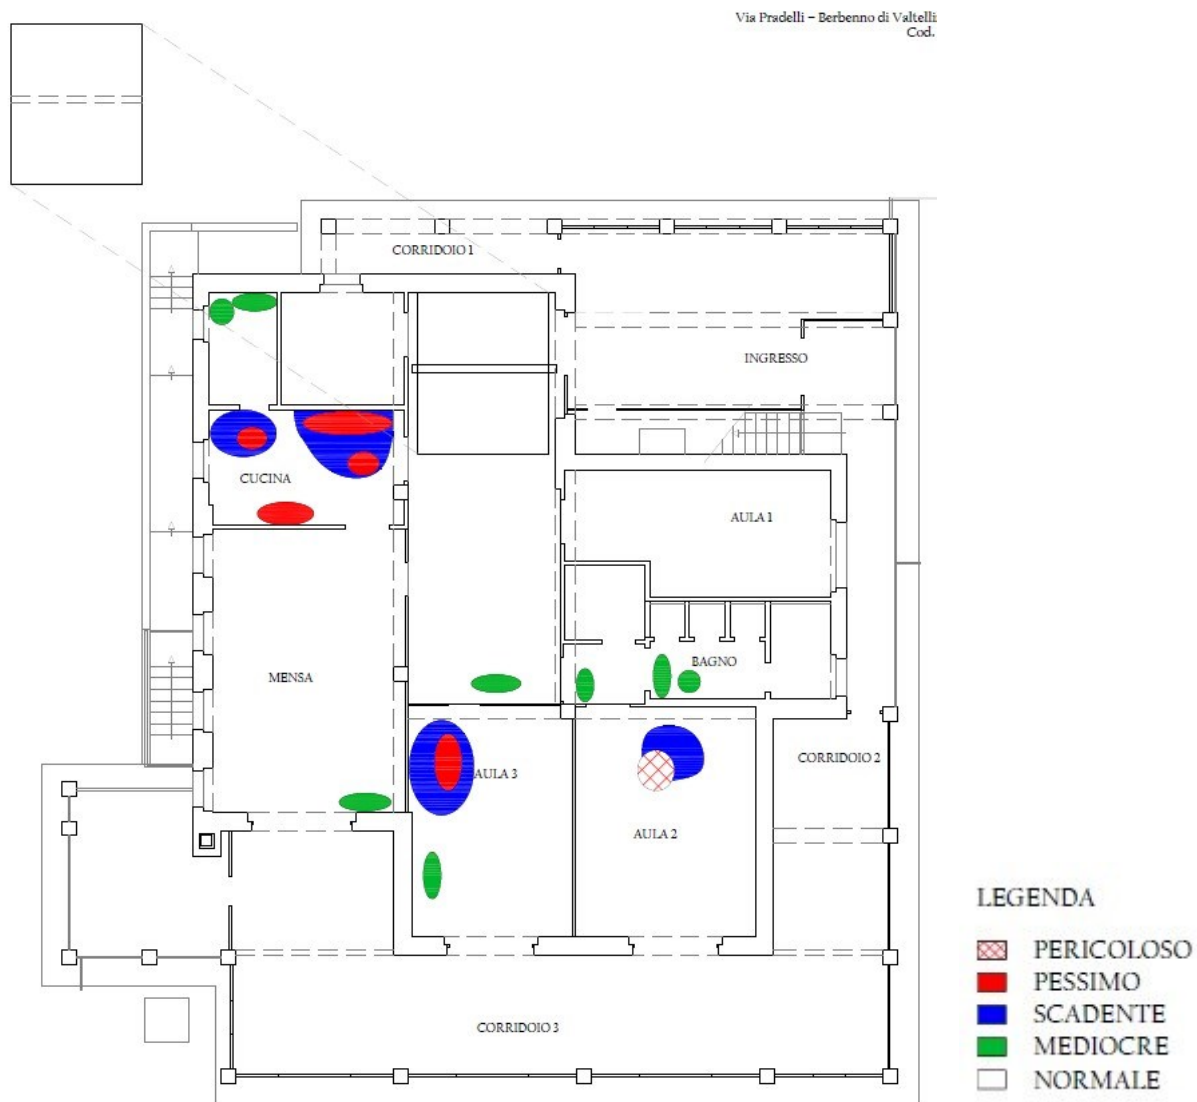 Via Pradelli – Berbenno di Valtelli
Cod.
CORRIDOIO 1
INGRESSO
CUCINA
AULA 1
BAGNO
MENSA
CORRIDOIO 2
AULA 3
AULA 2
CORRIDOIO 3
LEGENDA
PERICOLOSO
PESSIMO
SCADENTE
MEDIOCRE
NORMALE